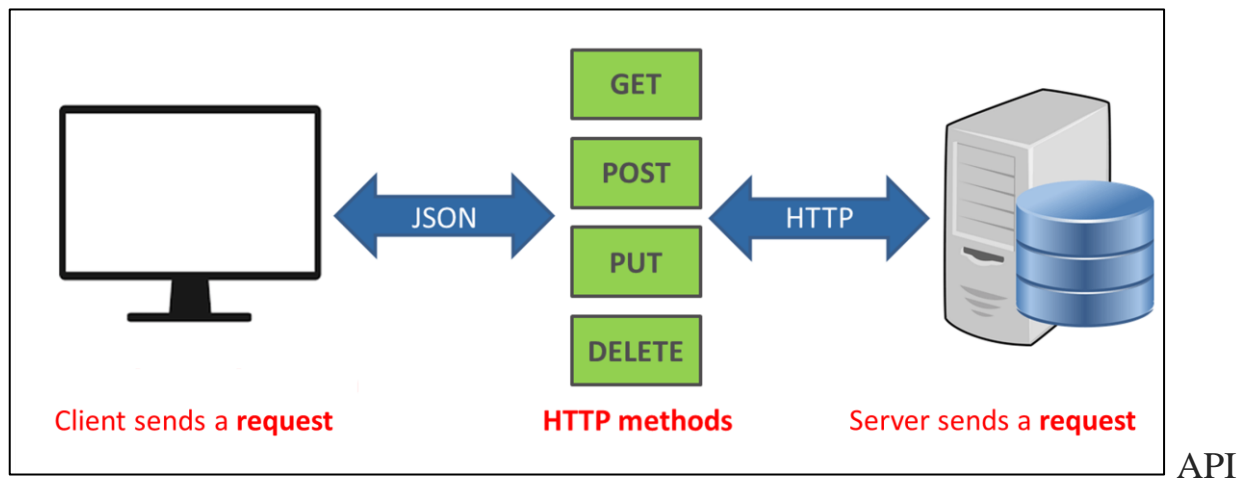 GET
POST
JSON
HTTP
PUT
DELETE
Client sends a request
HTTP methods
Server sends a request
API